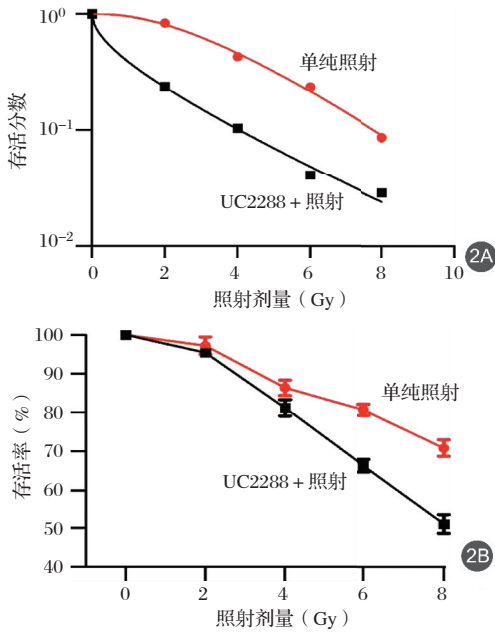 10⁰
单纯照射
存活分数
10⁻¹
UC2288+照射
10⁻²
0 2 4 6 8 10
2A
照射剂量（Gy）
100
90
单纯照射
80
存活率（%）
70
UC2288+照射
60
50
2B
40
0 2 4 6 8
照射剂量（Gy）